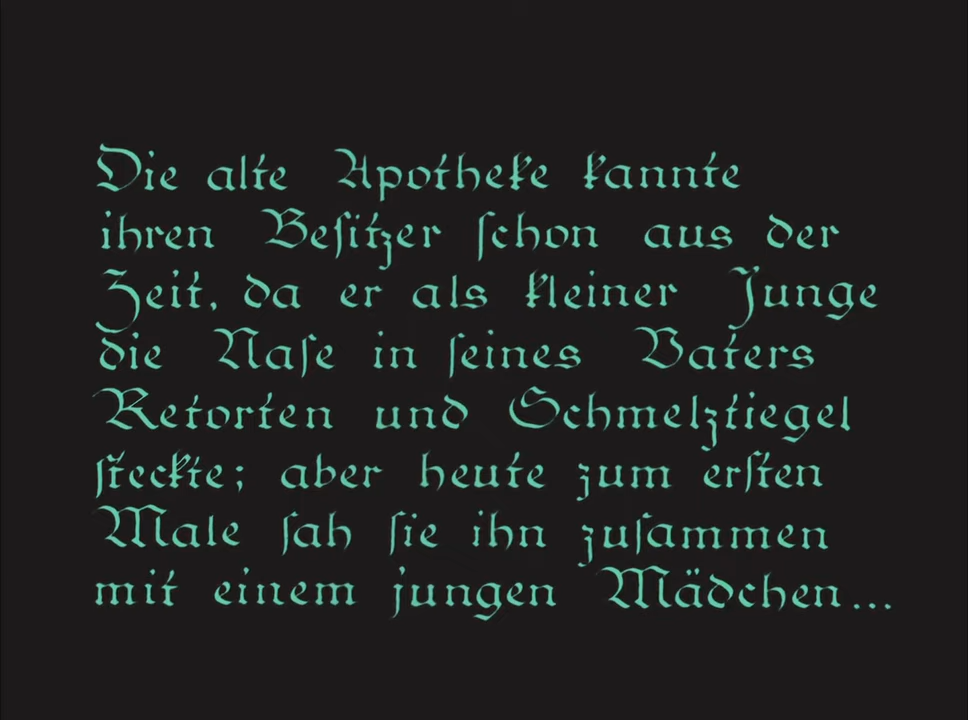 Die alte Apotheke kannte
ihren Beſitzer ſchon aus der
Zeit, da er als kleiner Junge
die Naſe in ſeines Vaters
Retorten und Schmelztiegel
ſteckte; aber heute zum erſten
Male ſah ſie ihn zuſammen
mit einem jungen Mädchen...